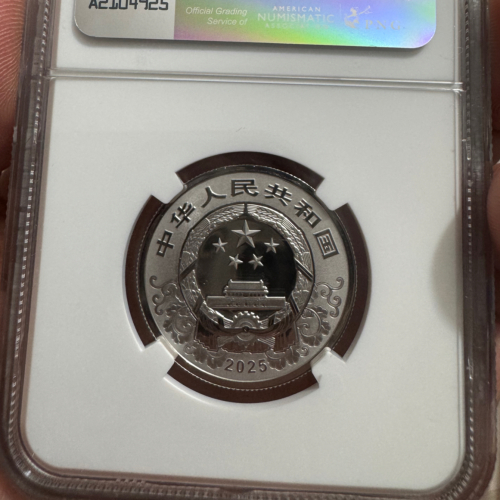 A2104925
Official Grading
Service of
AMERICAN
NUMISMATIC
中华人民共和国
2025